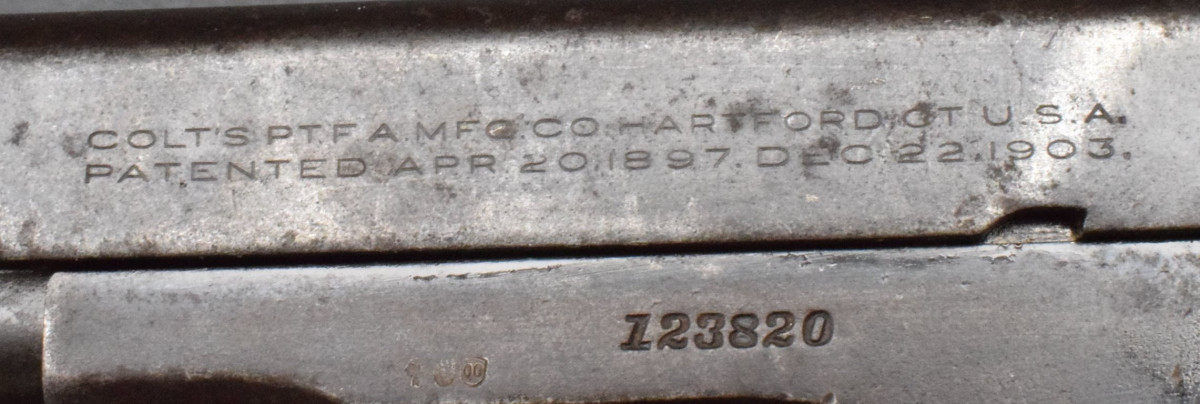 COLT'S PT.F.A.MFG.CO.HARTFORD,CT.U.S.A.
PATENTED APR.20.1897. DEC.22.1903.
123820